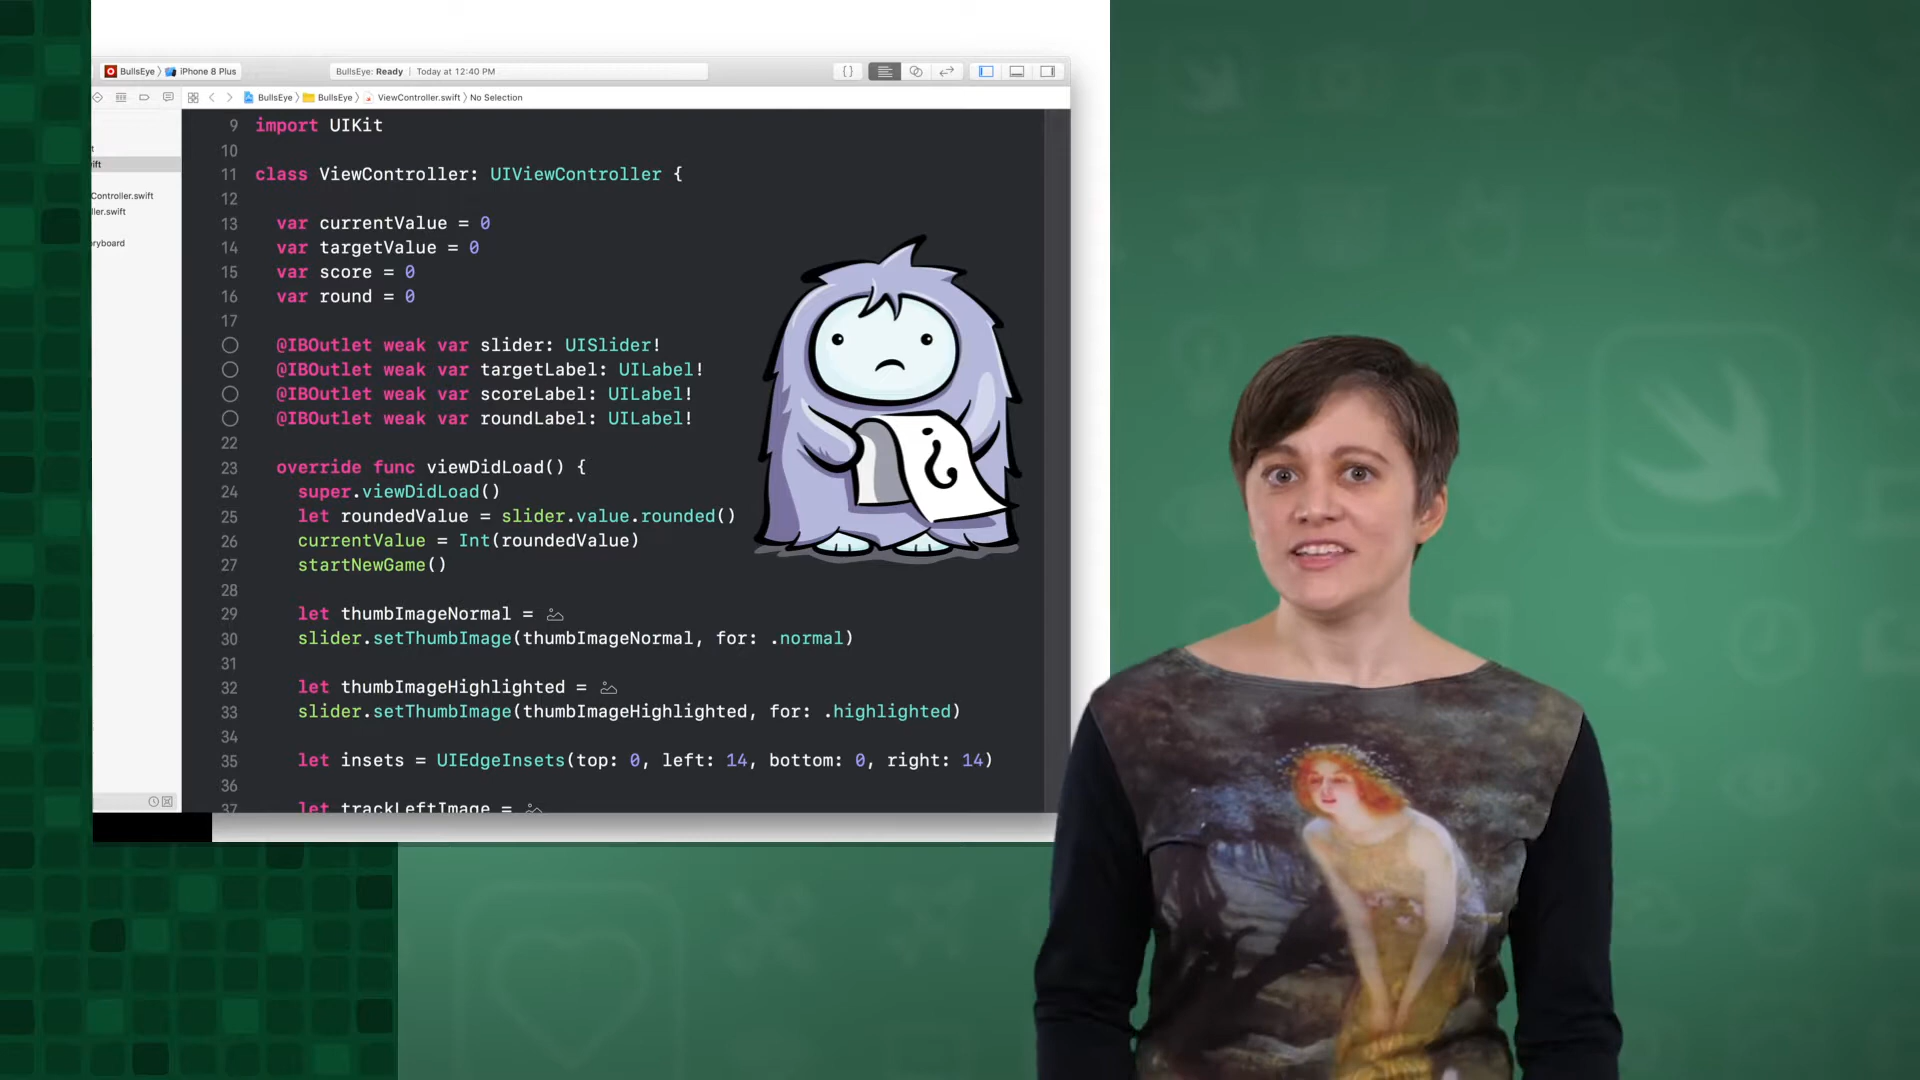 BullsEye 〉 iPhone 8 Plus
BullsEye: Ready | Today at 12:40 PM
{ }
BullsEye 〉 BullsEye 〉 ViewController.swift 〉 No Selection
t
ift
Controller.swift
ller.swift
ryboard
9 import UIKit
10
11 class ViewController: UIViewController {
12
13 var currentValue = 0
14 var targetValue = 0
15 var score = 0
16 var round = 0
17
@IBOutlet weak var slider: UISlider!
@IBOutlet weak var targetLabel: UILabel!
@IBOutlet weak var scoreLabel: UILabel!
@IBOutlet weak var roundLabel: UILabel!
22
23 override func viewDidLoad() {
24 super.viewDidLoad()
25 let roundedValue = slider.value.rounded()
26 currentValue = Int(roundedValue)
27 startNewGame()
28
29 let thumbImageNormal =
30 slider.setThumbImage(thumbImageNormal, for: .normal)
31
32 let thumbImageHighlighted =
33 slider.setThumbImage(thumbImageHighlighted, for: .highlighted)
34
35 let insets = UIEdgeInsets(top: 0, left: 14, bottom: 0, right: 14)
36
37 let trackLeftImage =
?